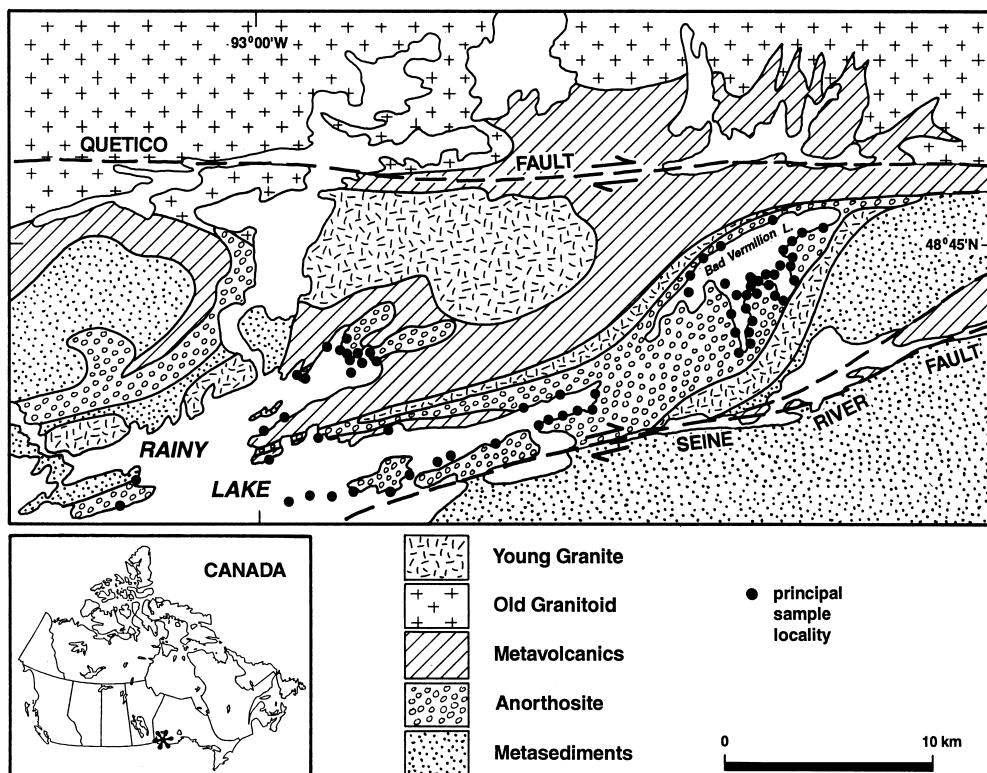 93°00'W
QUETICO
FAULT
Bad Vermilion L.
48°45'N
FAULT
RIVER
SEINE
RAINY
LAKE
CANADA
Young Granite
Old Granitoid
Metavolcanics
Anorthosite
Metasediments
principal
sample
locality
0 10 km